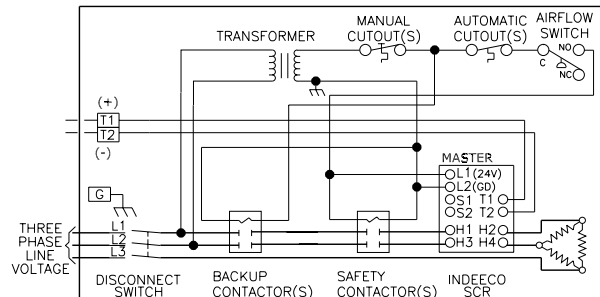 TRANSFORMER
MANUAL
CUTOUT(S)
AUTOMATIC
CUTOUT(S)
AIRFLOW
SWITCH
NO
C
NC
(+)
T1
T2
(-)
G
MASTER
L1(24V)
L2(GD)
S1 T1
S2 T2
H1 H2
H3 H4
THREE
PHASE
LINE
VOLTAGE
L1
L2
L3
DISCONNECT
SWITCH
BACKUP
CONTACTOR(S)
SAFETY
CONTACTOR(S)
INDEECO
SCR